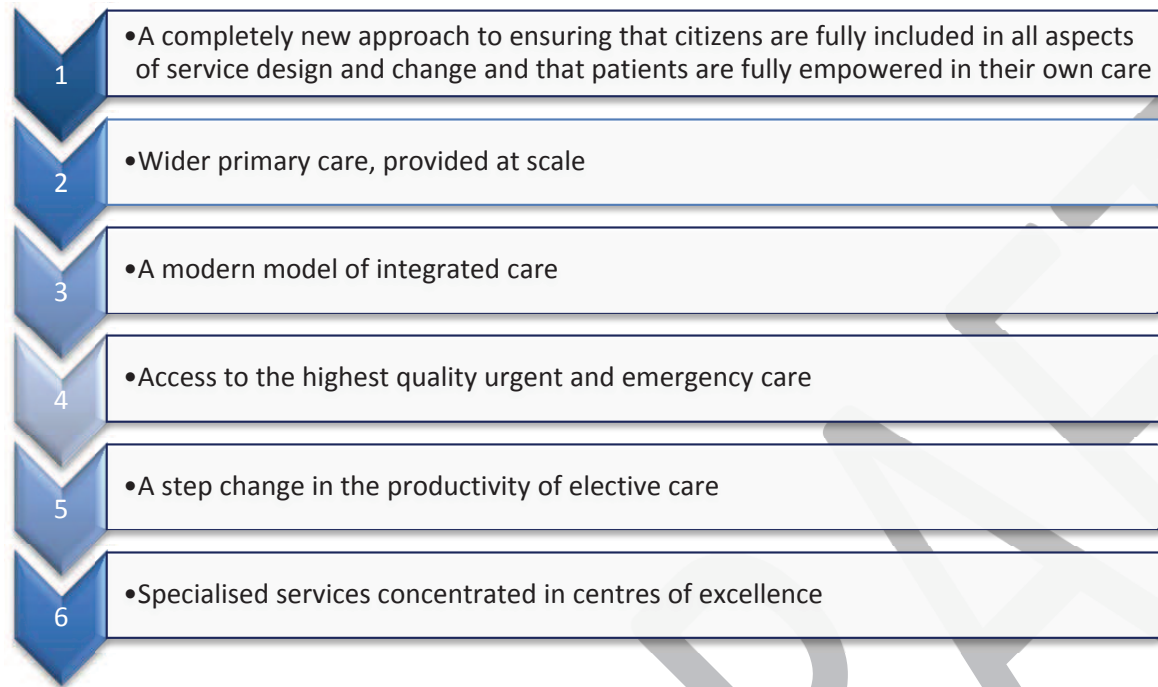 1
•A completely new approach to ensuring that citizens are fully included in all aspects
of service design and change and that patients are fully empowered in their own care
2
•Wider primary care, provided at scale
3
•A modern model of integrated care
4
•Access to the highest quality urgent and emergency care
5
•A step change in the productivity of elective care
6
•Specialised services concentrated in centres of excellence